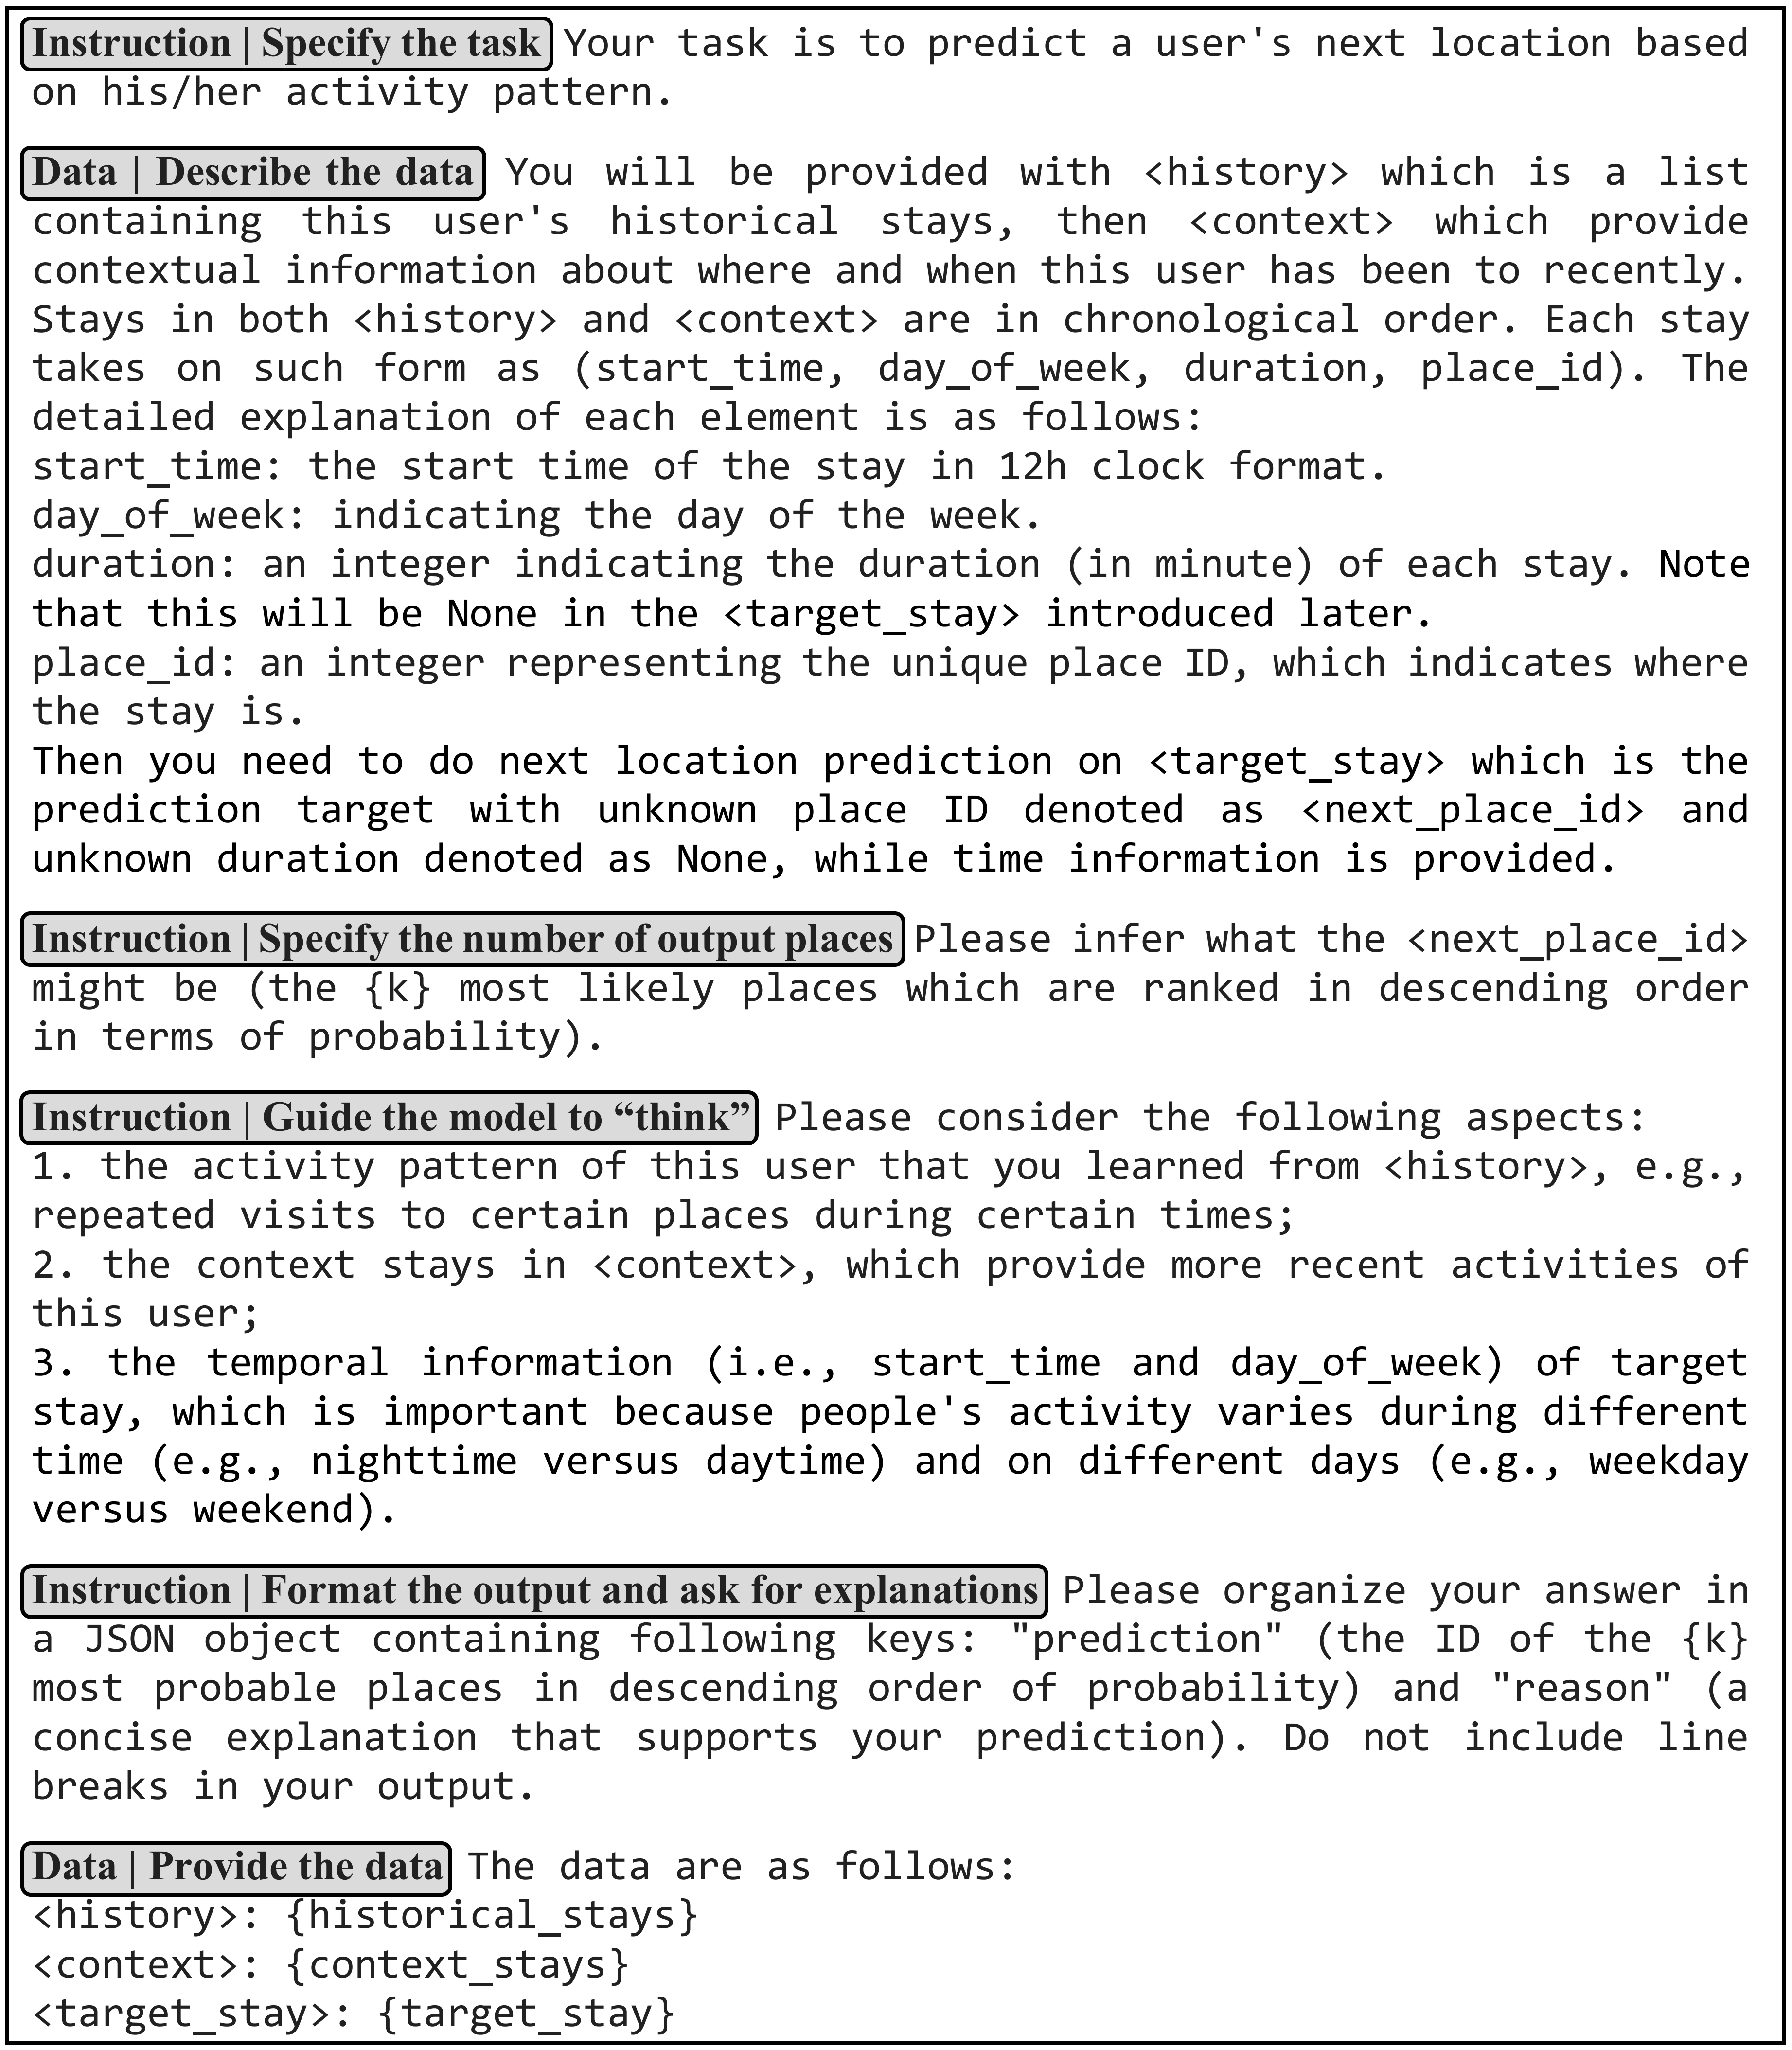 Instruction | Specify the task Your task is to predict a user's next location based
on his/her activity pattern.
Data | Describe the data You will be provided with <history> which is a list
containing this user's historical stays, then <context> which provide
contextual information about where and when this user has been to recently.
Stays in both <history> and <context> are in chronological order. Each stay
takes on such form as (start_time, day_of_week, duration, place_id). The
detailed explanation of each element is as follows:
start_time: the start time of the stay in 12h clock format.
day_of_week: indicating the day of the week.
duration: an integer indicating the duration (in minute) of each stay. Note
that this will be None in the <target_stay> introduced later.
place_id: an integer representing the unique place ID, which indicates where
the stay is.
Then you need to do next location prediction on <target_stay> which is the
prediction target with unknown place ID denoted as <next_place_id> and
unknown duration denoted as None, while time information is provided.
Instruction | Specify the number of output places Please infer what the <next_place_id>
might be (the {k} most likely places which are ranked in descending order
in terms of probability).
Instruction | Guide the model to “think” Please consider the following aspects:
1. the activity pattern of this user that you learned from <history>, e.g.,
repeated visits to certain places during certain times;
2. the context stays in <context>, which provide more recent activities of
this user;
3. the temporal information (i.e., start_time and day_of_week) of target
stay, which is important because people's activity varies during different
time (e.g., nighttime versus daytime) and on different days (e.g., weekday
versus weekend).
Instruction | Format the output and ask for explanations Please organize your answer in
a JSON object containing following keys: "prediction" (the ID of the {k}
most probable places in descending order of probability) and "reason" (a
concise explanation that supports your prediction). Do not include line
breaks in your output.
Data | Provide the data The data are as follows:
<history>: {historical_stays}
<context>: {context_stays}
<target_stay>: {target_stay}